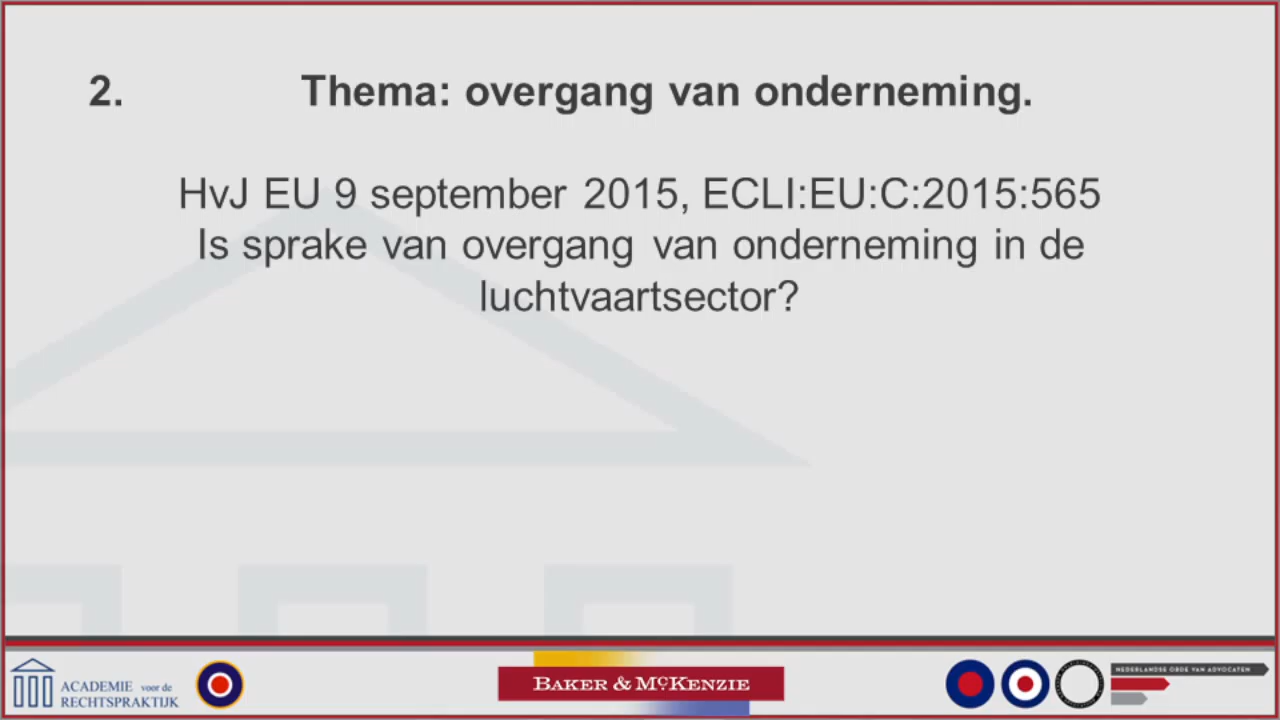 2. Thema: overgang van onderneming.
HvJ EU 9 september 2015, ECLI:EU:C:2015:565
Is sprake van overgang van onderneming in de
luchtvaartsector?
ACADEMIE voor de
RECHTSPRAKTIJK
BAKER & MCKENZIE
NEDERLANDSE ORDE VAN ADVOCATEN